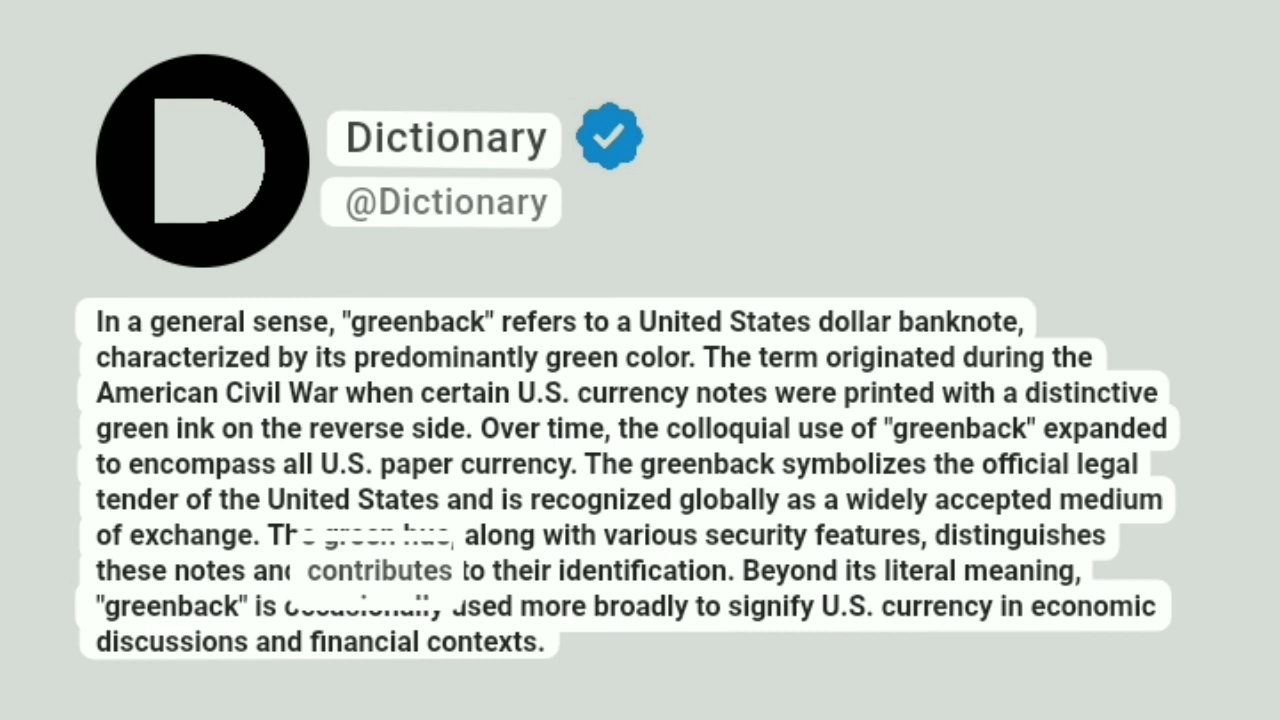 D
Dictionary
@Dictionary
In a general sense, "greenback" refers to a United States dollar banknote,
characterized by its predominantly green color. The term originated during the
American Civil War when certain U.S. currency notes were printed with a distinctive
green ink on the reverse side. Over time, the colloquial use of "greenback" expanded
to encompass all U.S. paper currency. The greenback symbolizes the official legal
tender of the United States and is recognized globally as a widely accepted medium
of exchange. The green hue, along with various security features, distinguishes
these notes and contributes to their identification. Beyond its literal meaning,
"greenback" is occasionally used more broadly to signify U.S. currency in economic
discussions and financial contexts.